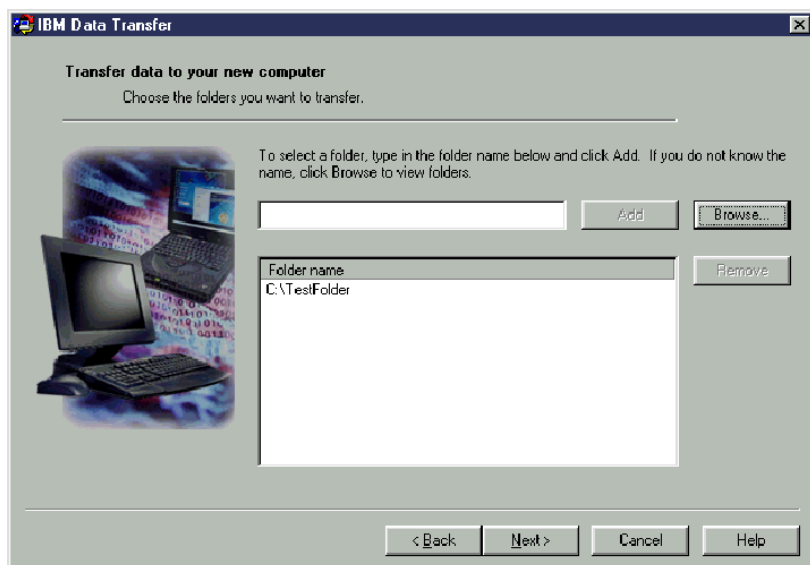 IBM Data Transfer
Transfer data to your new computer
Choose the folders you want to transfer.
To select a folder, type in the folder name below and click Add. If you do not know the
name, click Browse to view folders.
Add
Browse...
Folder name
Remove
C:\TestFolder
< Back
Next >
Cancel
Help